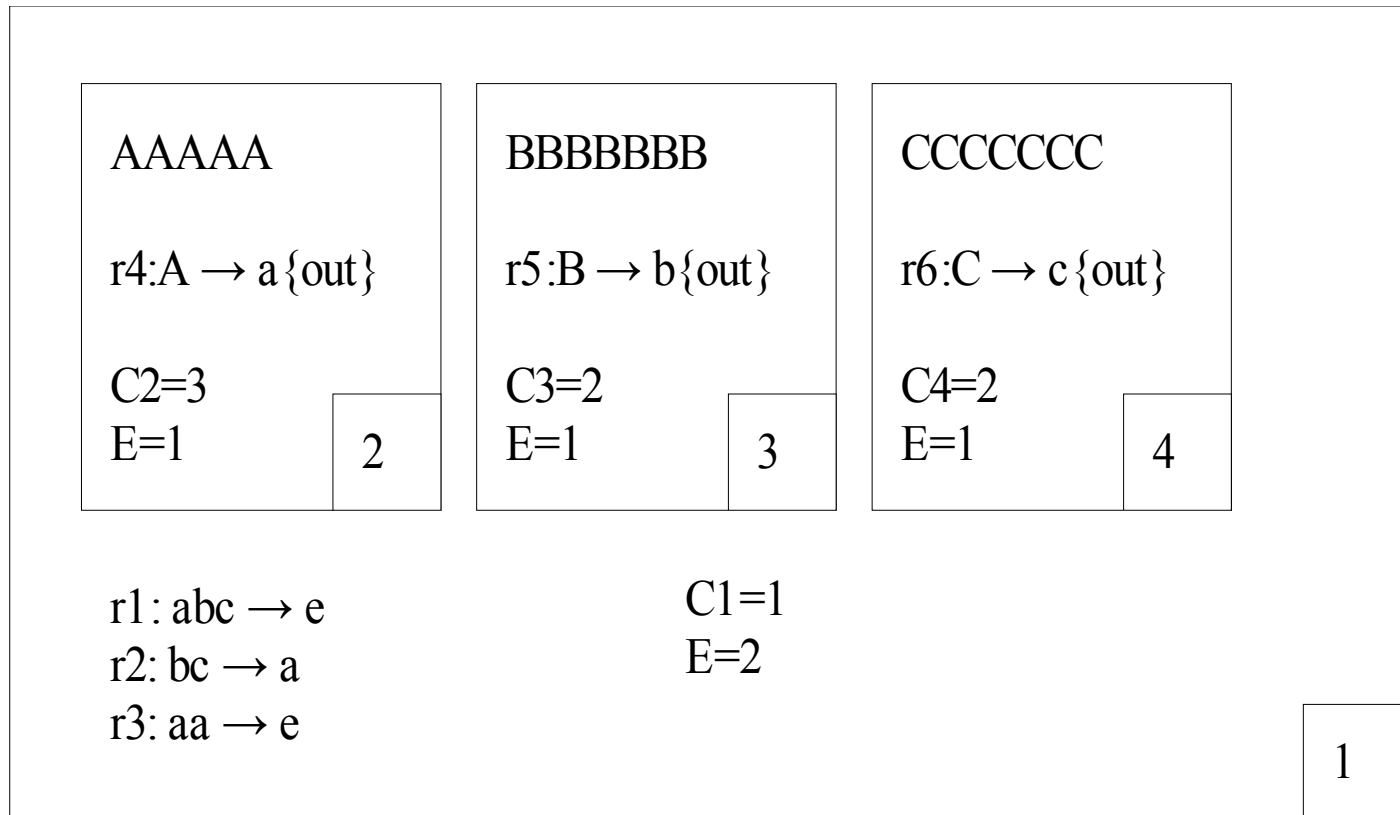 AAAAA
r4:A → a{out}
C2=3
E=1
2
BBBBBBB
r5:B → b{out}
C3=2
E=1
3
CCCCCCC
r6:C → c{out}
C4=2
E=1
4
r1: abc → e
r2: bc → a
r3: aa → e
C1=1
E=2
1